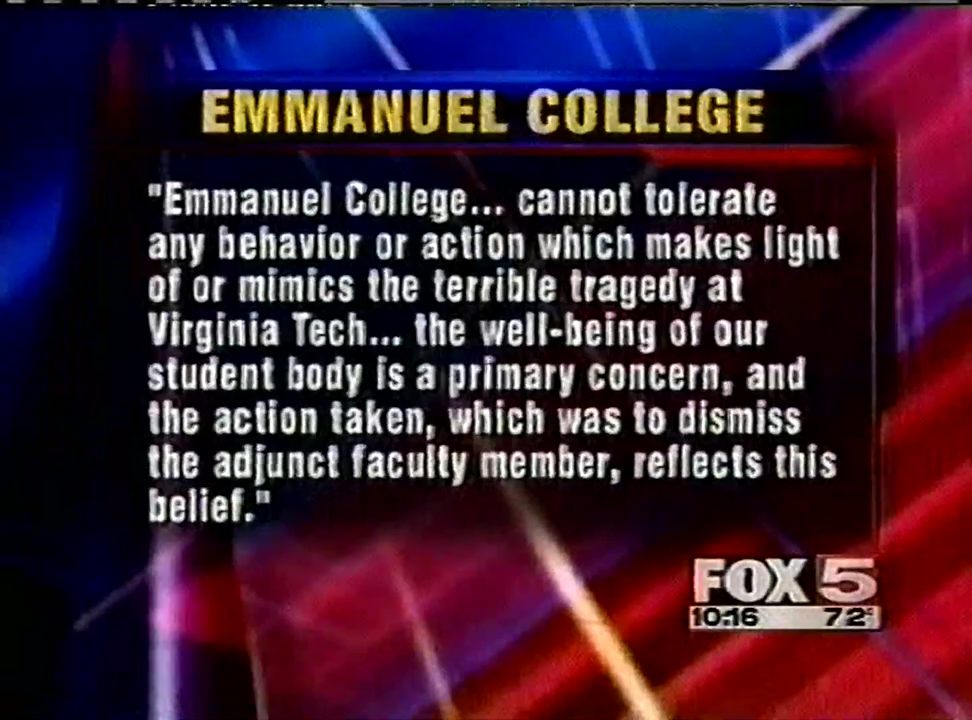 EMMANUEL COLLEGE
"Emmanuel College... cannot tolerate
any behavior or action which makes light
of or mimics the terrible tragedy at
Virginia Tech... the well-being of our
student body is a primary concern, and
the action taken, which was to dismiss
the adjunct faculty member, reflects this
belief."
FOX 5
10:16 72°